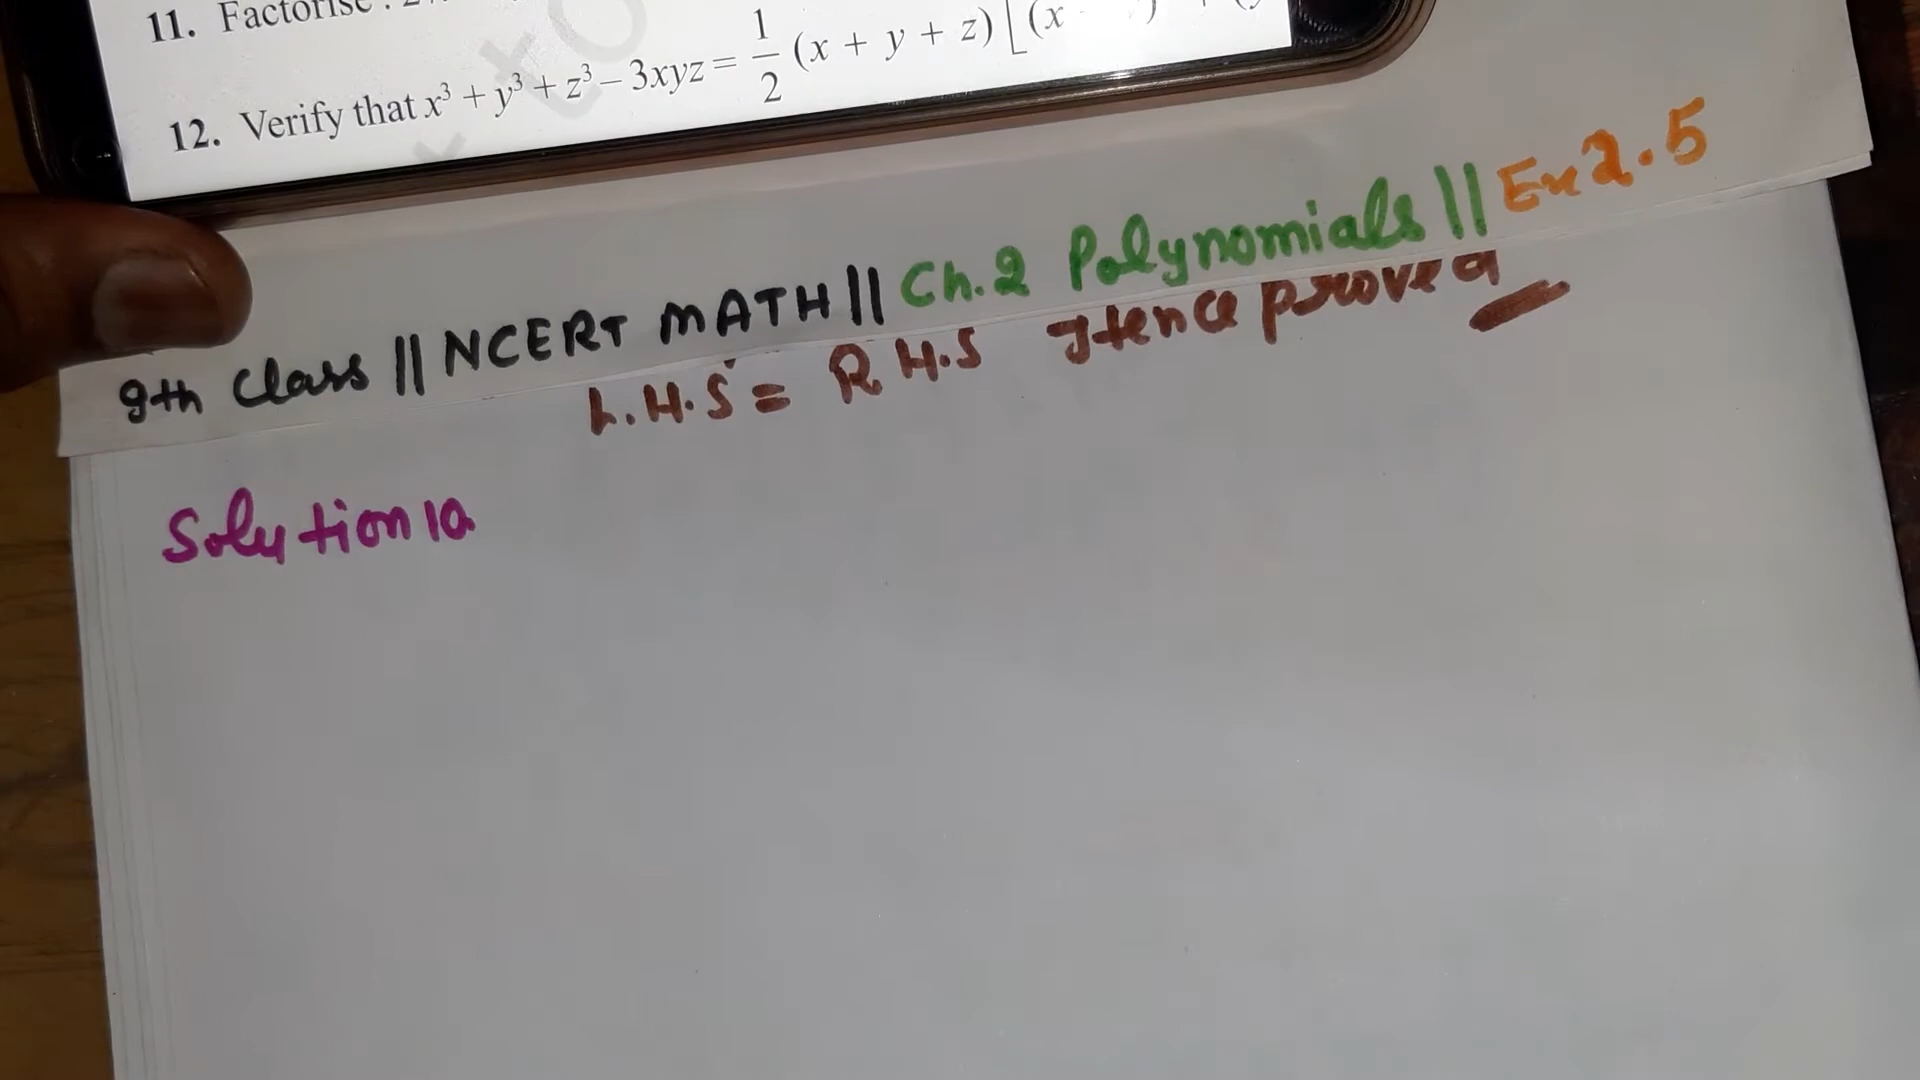 11. Factorise :
12. Verify that x³ + y³ + z³ – 3xyz = 1/2 (x + y + z) [(x
9th Class || NCERT MATH || Ch.2 Polynomials || Ex 2.5
L.H.S = R.H.S Hence proved
Solution 12